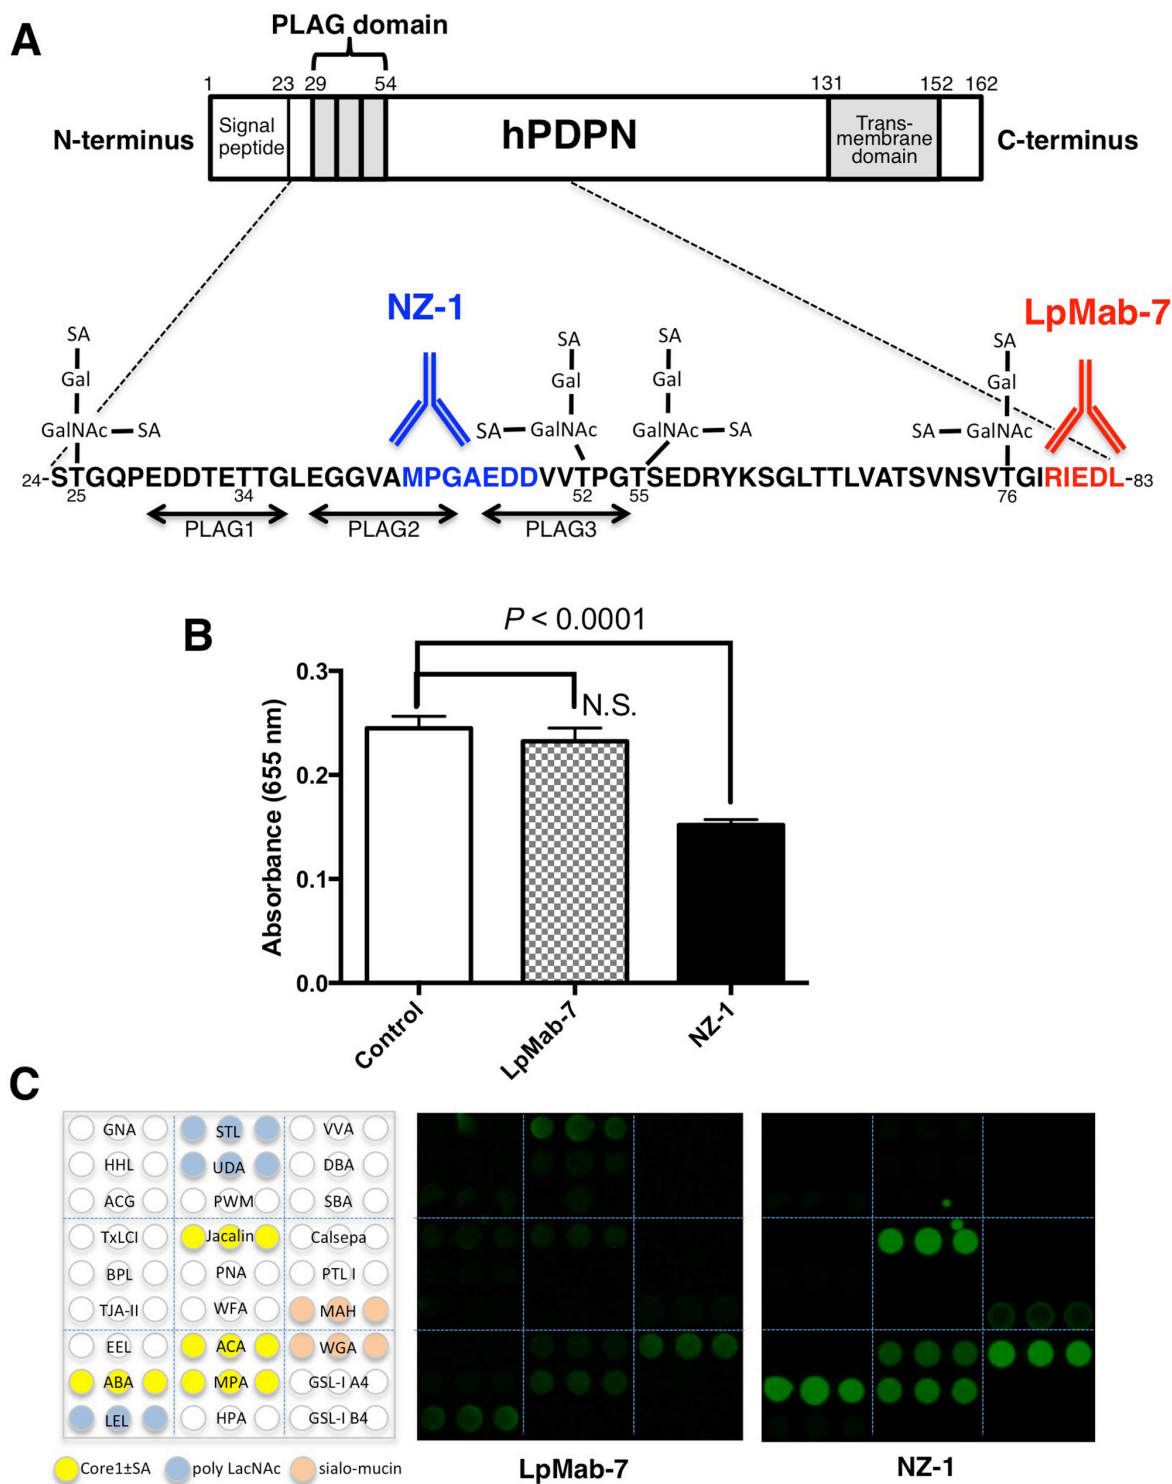 A
PLAG domain
1 23 29 54 131 152 162
N-terminus
Signal peptide
hPDPN
Trans-membrane domain
C-terminus
NZ-1
LpMab-7
SA SA SA SA
Gal Gal Gal Gal
GalNAc SA SA GalNAc GalNAc SA SA GalNAc
24-STGQPEDDTETTGLEGGVAMPGAEDDVVTPGTSEDRYKSGLTTLVATSVNSVTGIRIEDL-83
25 34 52 55 76
PLAG1 PLAG2 PLAG3
B
P < 0.0001
N.S.
0.3
0.2
0.1
0.0
Absorbance (655 nm)
Control
LpMab-7
NZ-1
C
GNA STL VVA
HHL UDA DBA
ACG PWM SBA
TxLCI Jacalin Calsepa
BPL PNA PTL I
TJA-II WFA MAH
EEL ACA WGA
ABA MPA GSL-I A4
LEL HPA GSL-I B4
Core1±SA poly LacNAc sialo-mucin
LpMab-7
NZ-1